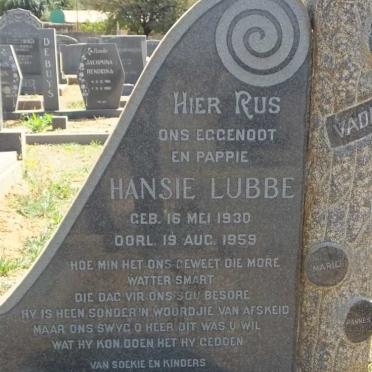 HIER RUS
ONS EGGENOOT
EN PAPPIE
HANSIE LUBBE
GEB. 16 MEI 1930
OORL. 19 AUG. 1959
HOE MIN HET ONS GEWEET DIE MORE
WATTER SMART
DIE DAG VIR ONS SOU BESORE
HY IS HEEN SONDER 'N WOORDJIE VAN AFSKEID
MAAR ONS SWYG O HEER DIT WAS U WIL
WAT HY KON DOEN HET HY GEDOEN
VAN SOEKIE EN KINDERS
DEBUYS
JACOMINA
HENDRINA